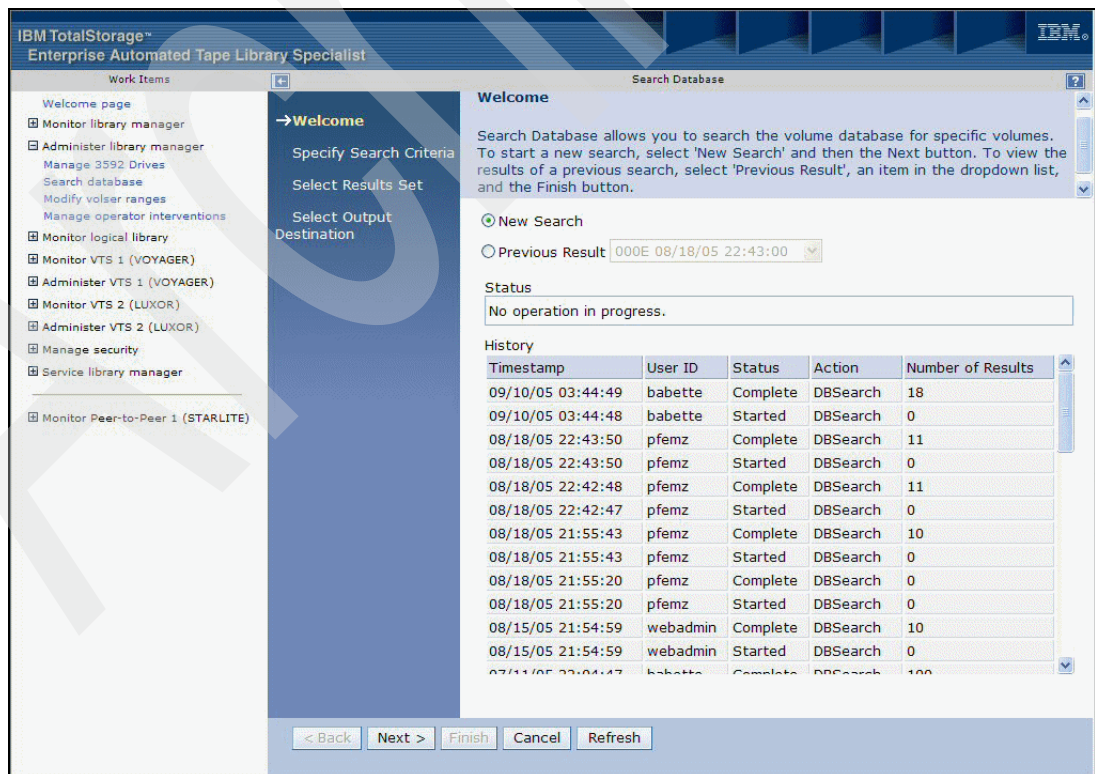 IBM TotalStorage™
Enterprise Automated Tape Library Specialist
IBM®
Work Items
Search Database
?
Welcome page
Monitor library manager
Administer library manager
Manage 3592 Drives
Search database
Modify volser ranges
Manage operator interventions
Monitor logical library
Monitor VTS 1 (VOYAGER)
Administer VTS 1 (VOYAGER)
Monitor VTS 2 (LUXOR)
Administer VTS 2 (LUXOR)
Manage security
Service library manager
Monitor Peer-to-Peer 1 (STARLITE)
→Welcome
Specify Search Criteria
Select Results Set
Select Output
Destination
Welcome
Search Database allows you to search the volume database for specific volumes.
To start a new search, select 'New Search' and then the Next button. To view the
results of a previous search, select 'Previous Result', an item in the dropdown list,
and the Finish button.
New Search
Previous Result 000E 08/18/05 22:43:00
Status
No operation in progress.
History
Timestamp User ID Status Action Number of Results
09/10/05 03:44:49 babette Complete DBSearch 18
09/10/05 03:44:48 babette Started DBSearch 0
08/18/05 22:43:50 pfemz Complete DBSearch 11
08/18/05 22:43:50 pfemz Started DBSearch 0
08/18/05 22:42:48 pfemz Complete DBSearch 11
08/18/05 22:42:47 pfemz Started DBSearch 0
08/18/05 21:55:43 pfemz Complete DBSearch 10
08/18/05 21:55:43 pfemz Started DBSearch 0
08/18/05 21:55:20 pfemz Complete DBSearch 0
08/18/05 21:55:20 pfemz Started DBSearch 0
08/15/05 21:54:59 webadmin Complete DBSearch 10
08/15/05 21:54:59 webadmin Started DBSearch 0
babette Complete DBSearch 100
< Back Next > Finish Cancel Refresh